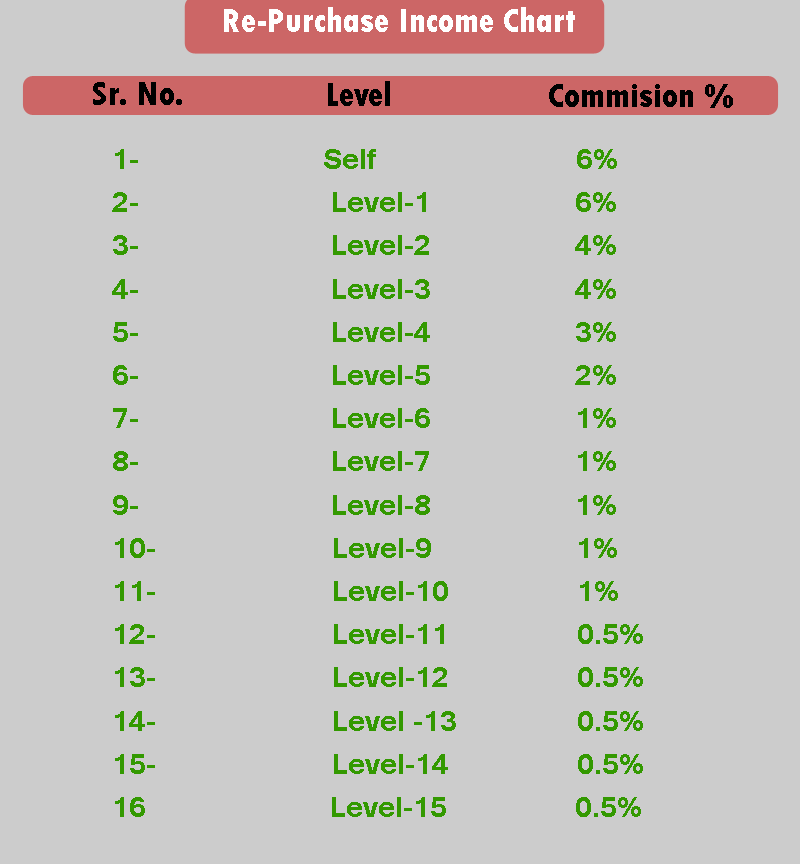 Re-Purchase Income Chart
Sr. No. Level Commision %
1- Self 6%
2- Level-1 6%
3- Level-2 4%
4- Level-3 4%
5- Level-4 3%
6- Level-5 2%
7- Level-6 1%
8- Level-7 1%
9- Level-8 1%
10- Level-9 1%
11- Level-10 1%
12- Level-11 0.5%
13- Level-12 0.5%
14- Level -13 0.5%
15- Level-14 0.5%
16 Level-15 0.5%